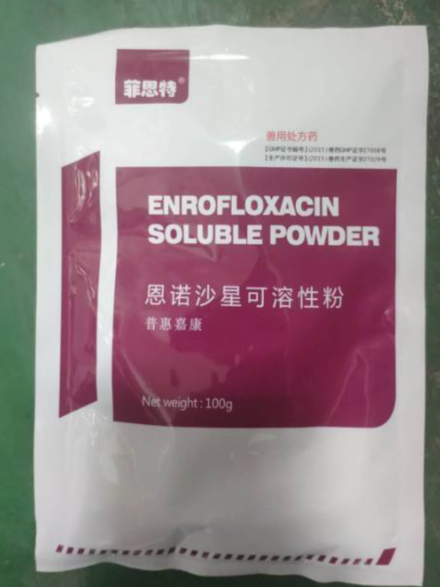 菲思特®
兽用处方药
ENROFLOXACIN
SOLUBLE POWDER
恩诺沙星可溶性粉
普惠嘉康
Net weight : 100g